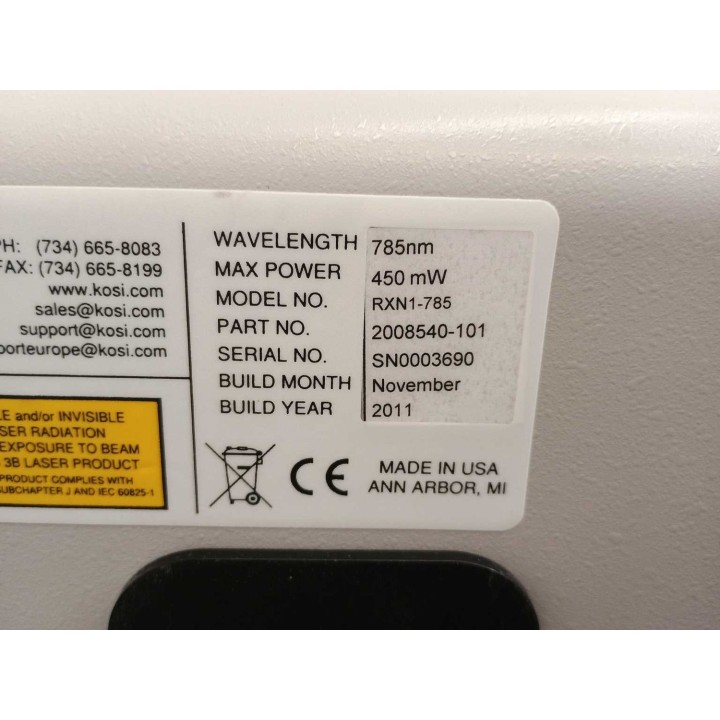 PH: (734) 665-8083
FAX: (734) 665-8199
www.kosi.com
sales@kosi.com
support@kosi.com
porteurope@kosi.com
WAVELENGTH 785nm
MAX POWER 450 mW
MODEL NO. RXN1-785
PART NO. 2008540-101
SERIAL NO. SN0003690
BUILD MONTH November
BUILD YEAR 2011
LE and/or INVISIBLE
SER RADIATION
EXPOSURE TO BEAM
3B LASER PRODUCT
PRODUCT COMPLIES WITH
SUBCHAPTER J AND IEC 60825-1
CE
MADE IN USA
ANN ARBOR, MI